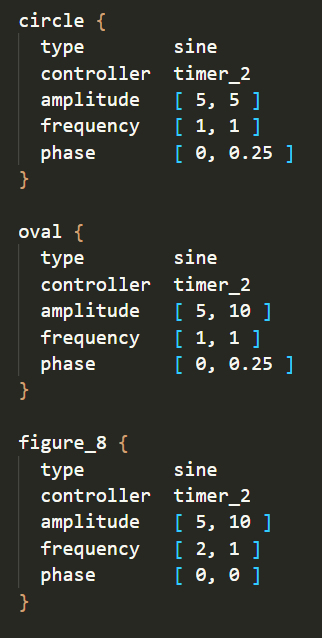 circle {
type sine
controller timer_2
amplitude [ 5, 5 ]
frequency [ 1, 1 ]
phase [ 0, 0.25 ]
}
oval {
type sine
controller timer_2
amplitude [ 5, 10 ]
frequency [ 1, 1 ]
phase [ 0, 0.25 ]
}
figure_8 {
type sine
controller timer_2
amplitude [ 5, 10 ]
frequency [ 2, 1 ]
phase [ 0, 0 ]
}